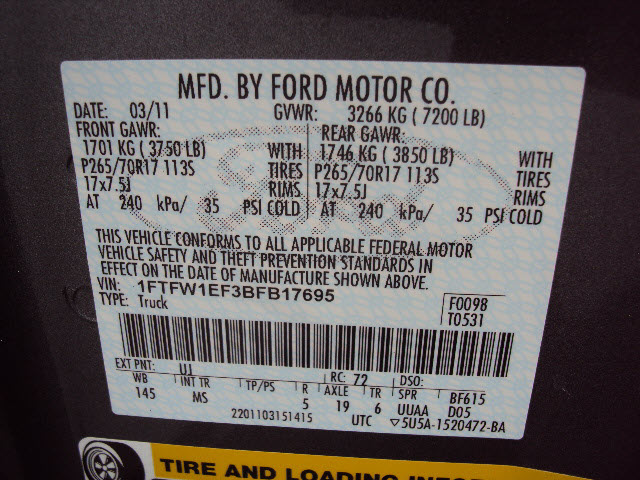 MFD. BY FORD MOTOR CO.
DATE: 03/11 GVWR: 3266 KG ( 7200 LB)
FRONT GAWR: REAR GAWR:
1701 KG ( 3750 LB) WITH 1746 KG ( 3850 LB) WITH
P265/70R17 113S TIRES P265/70R17 113S TIRES
17x7.5J RIMS 17x7.5J RIMS
AT 240 kPa/ 35 PSI COLD AT 240 kPa/ 35 PSI COLD
THIS VEHICLE CONFORMS TO ALL APPLICABLE FEDERAL MOTOR
VEHICLE SAFETY AND THEFT PREVENTION STANDARDS IN
EFFECT ON THE DATE OF MANUFACTURE SHOWN ABOVE.
VIN: 1FTFW1EF3BFB17695 F0098
TYPE: Truck T0531
EXT PNT: UJ RC: 72 DSO:
WB INT TR TP/PS R AXLE TR SPR BF615
145 MS 5 19 6 UUAA D05
2201103151415 UTC ▽5U5A-1520472-BA
TIRE AND LOADING